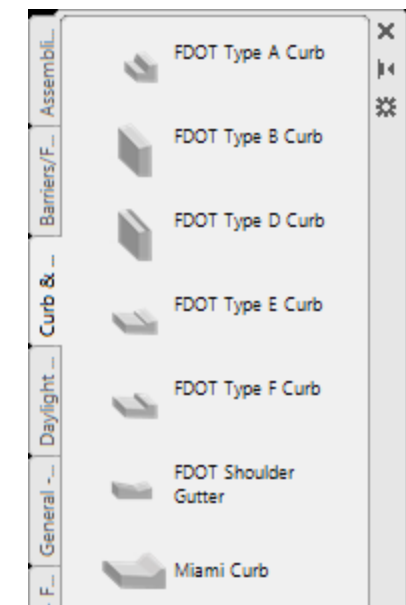 Assembli...
Barriers/F...
Curb & ...
Daylight ...
General -...
F...
FDOT Type A Curb
FDOT Type B Curb
FDOT Type D Curb
FDOT Type E Curb
FDOT Type F Curb
FDOT Shoulder
Gutter
Miami Curb